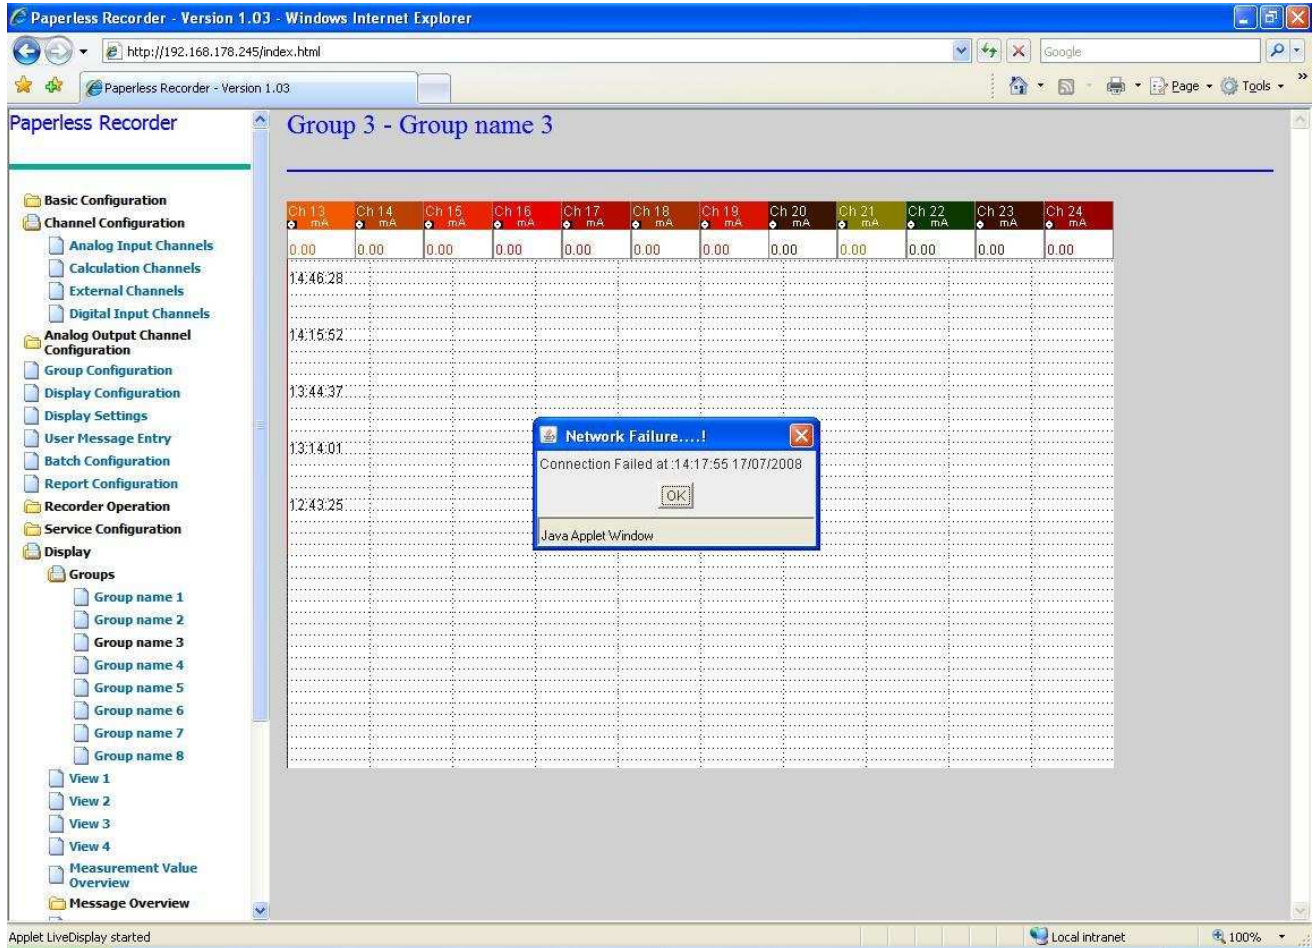 Paperless Recorder - Version 1.03 - Windows Internet Explorer
http://192.168.178.245/index.html
Google
Paperless Recorder - Version 1.03
Page
Tools
Paperless Recorder
Basic Configuration
Channel Configuration
Analog Input Channels
Calculation Channels
External Channels
Digital Input Channels
Analog Output Channel
Configuration
Group Configuration
Display Configuration
Display Settings
User Message Entry
Batch Configuration
Report Configuration
Recorder Operation
Service Configuration
Display
Groups
Group name 1
Group name 2
Group name 3
Group name 4
Group name 5
Group name 6
Group name 7
Group name 8
View 1
View 2
View 3
View 4
Measurement Value
Overview
Message Overview
Group 3 - Group name 3
Ch 13 Ch 14 Ch 15 Ch 16 Ch 17 Ch 18 Ch 19 Ch 20 Ch 21 Ch 22 Ch 23 Ch 24
mA mA mA mA mA mA mA mA mA mA mA mA
0.00 0.00 0.00 0.00 0.00 0.00 0.00 0.00 0.00 0.00 0.00 0.00
14:46:28
14:15:52
13:44:37
13:14:01
12:43:25
Network Failure....!
Connection Failed at :14:17:55 17/07/2008
OK
Java Applet Window
Applet LiveDisplay started
Local intranet
100%